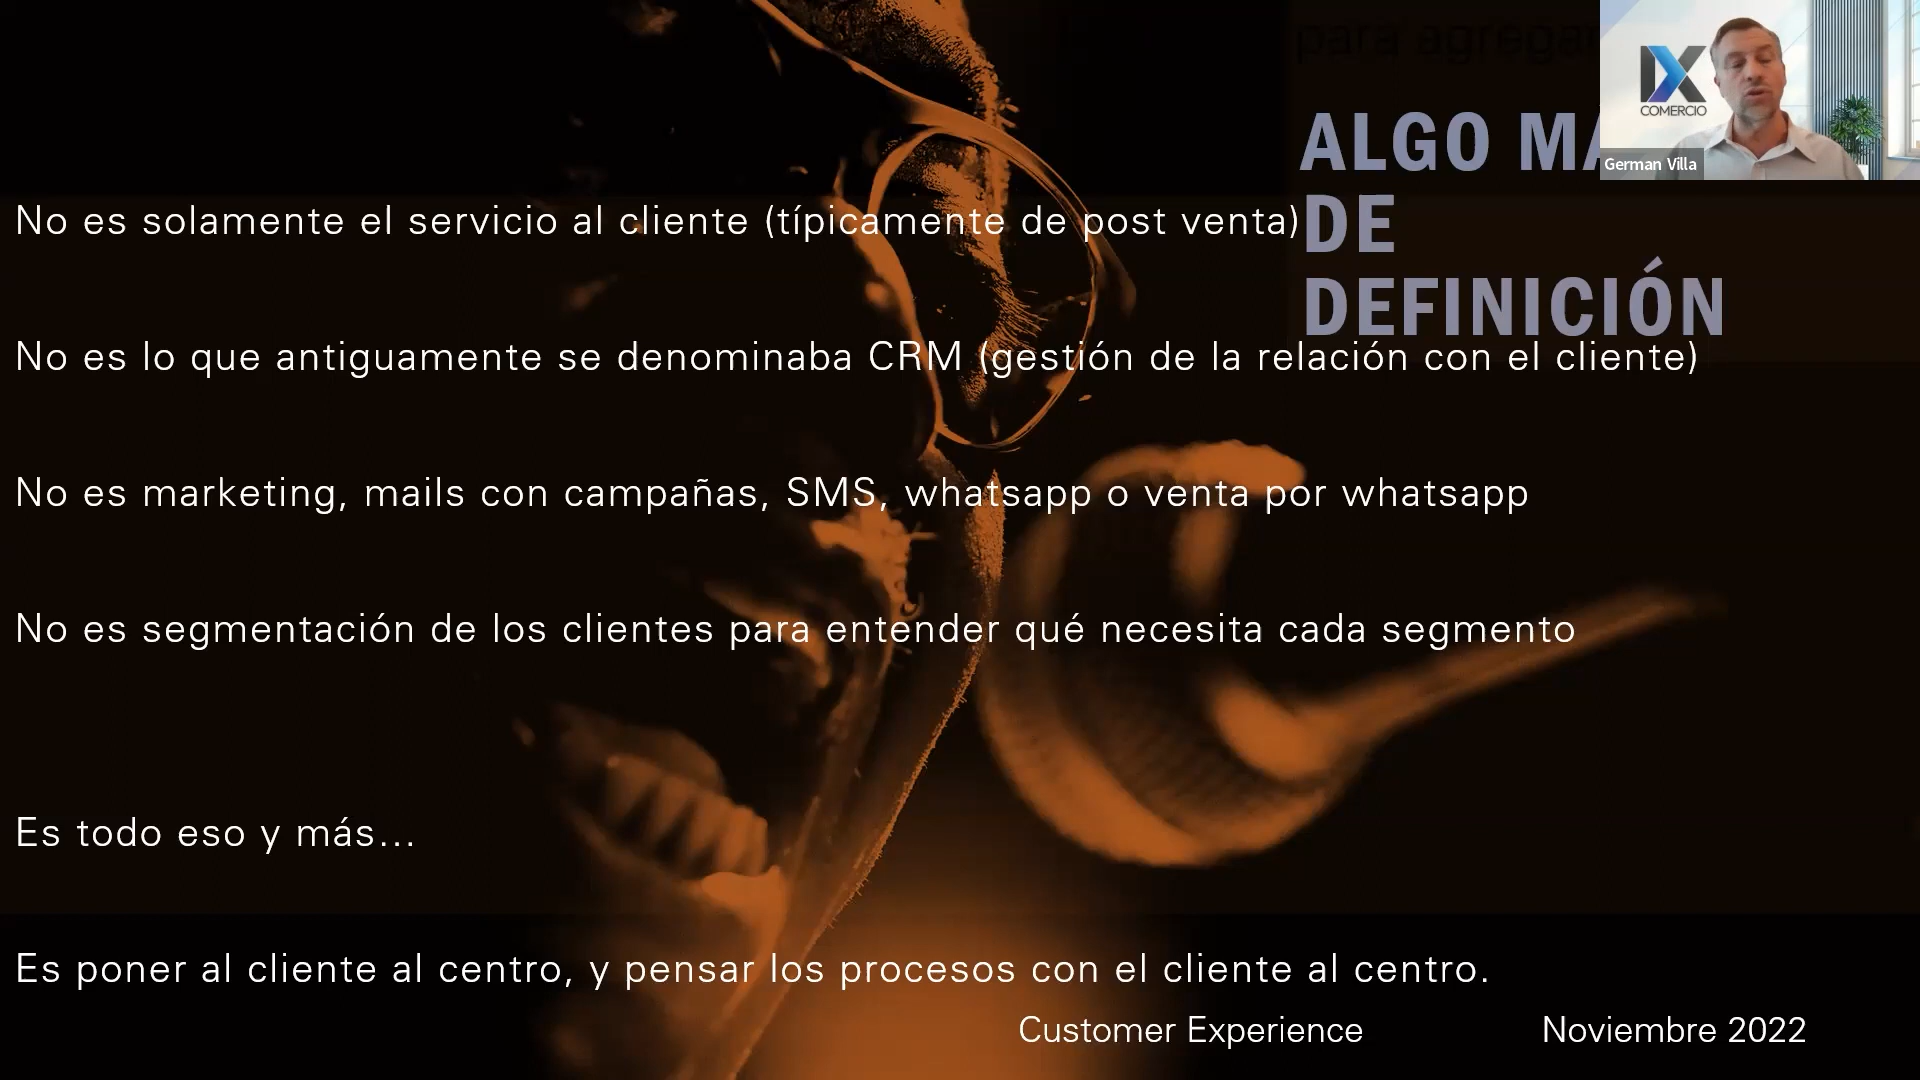 para agregar
ALGO MÁ
DE
DEFINICIÓN
COMERCIO
German Villa
No es solamente el servicio al cliente (típicamente de post venta)
No es lo que antiguamente se denominaba CRM (gestión de la relación con el cliente)
No es marketing, mails con campañas, SMS, whatsapp o venta por whatsapp
No es segmentación de los clientes para entender qué necesita cada segmento
Es todo eso y más...
Es poner al cliente al centro, y pensar los procesos con el cliente al centro.
Customer Experience
Noviembre 2022